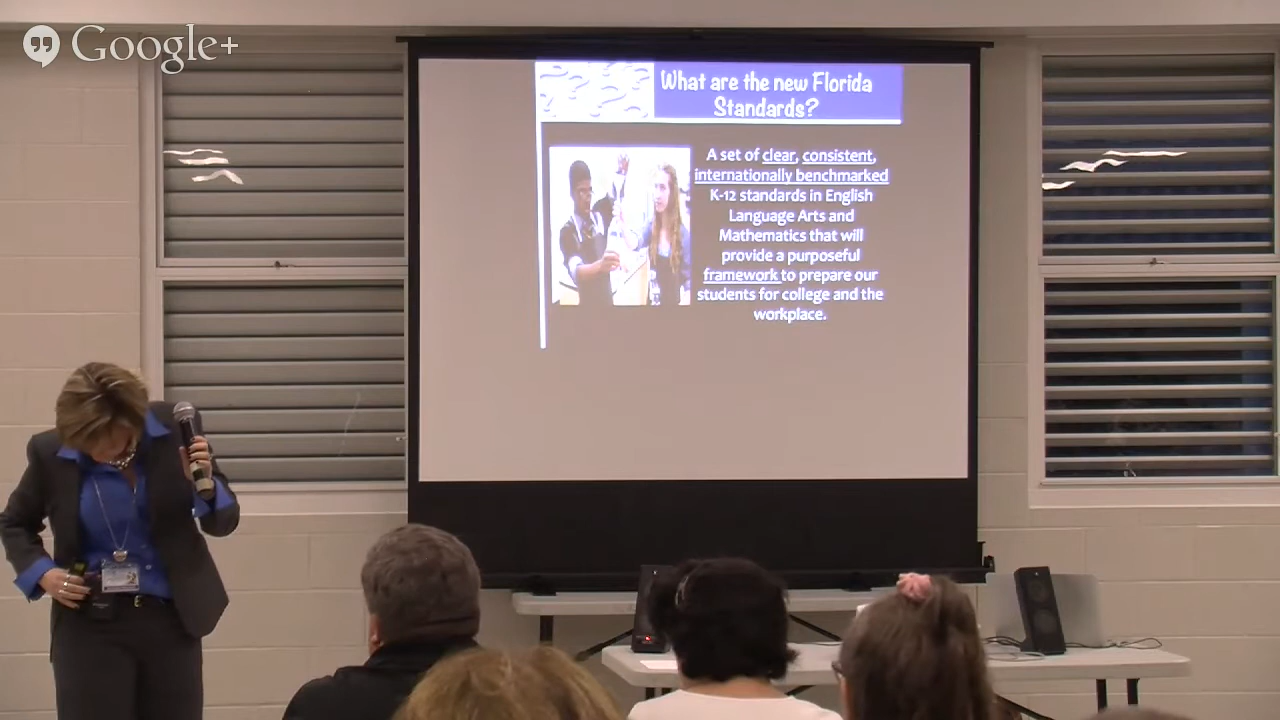 Google+
What are the new Florida
Standards?
A set of clear, consistent,
internationally benchmarked
K-12 standards in English
Language Arts and
Mathematics that will
provide a purposeful
framework to prepare our
students for college and the
workplace.